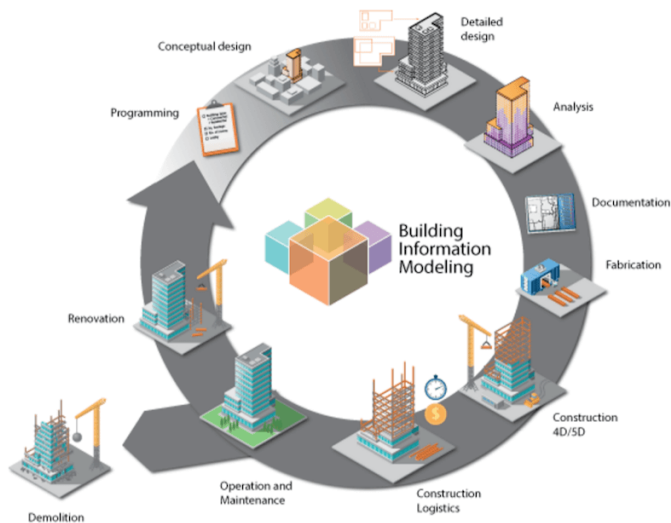 Conceptual design
Detailed
design
Programming
Analysis
Documentation
Building
Information
Modeling
Fabrication
Renovation
Construction
4D/5D
Operation and
Maintenance
Construction
Logistics
Demolition
$